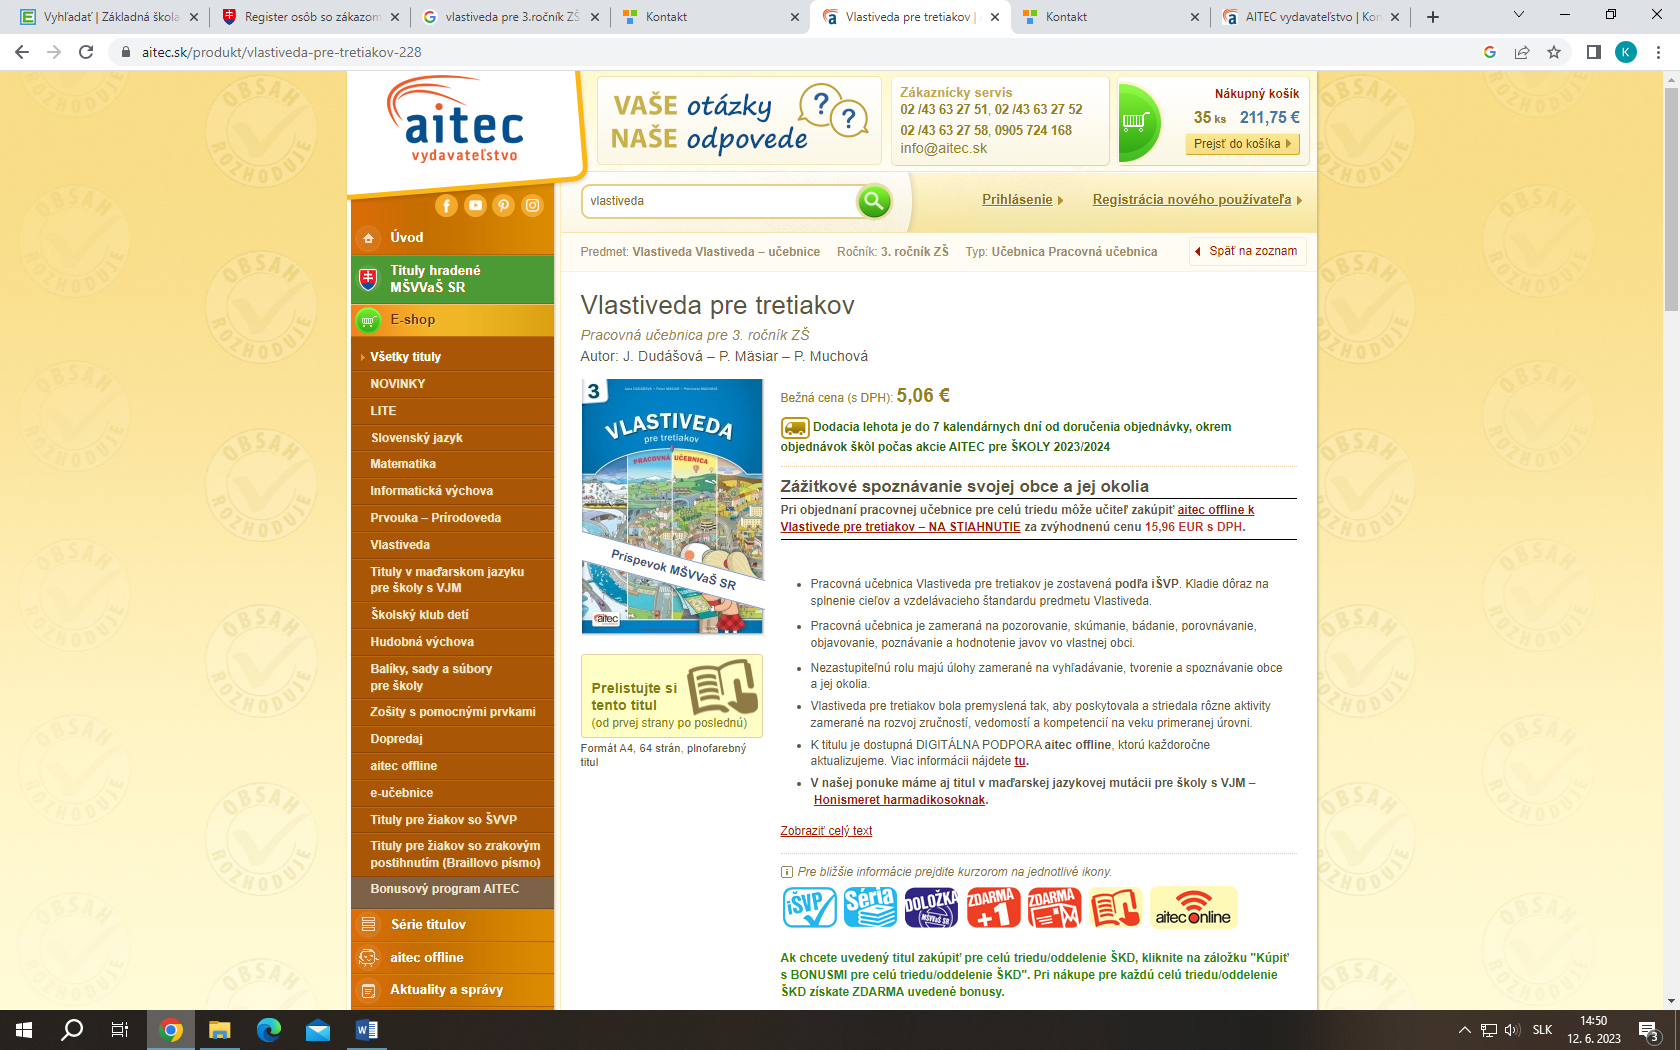 Vyhľadať | Základná škola
Register osôb so zákazom
vlastiveda pre 3.ročník ZŠ
Kontakt
Vlastiveda pre tretiakov |
Kontakt
AITEC vydavateľstvo | Kon
aitec.sk/produkt/vlastiveda-pre-tretiakov-228
K
aitec
vydavateľstvo
VAŠE otázky
NAŠE odpovede
Zákaznícky servis
02 /43 63 27 51, 02 /43 63 27 52
02 /43 63 27 58, 0905 724 168
info@aitec.sk
Nákupný košík
35 ks 211,75 €
Prejsť do košíka
vlastiveda
Prihlásenie
Registrácia nového používateľa
Predmet: Vlastiveda Vlastiveda – učebnice Ročník: 3. ročník ZŠ Typ: Učebnica Pracovná učebnica
Späť na zoznam
Úvod
Tituly hradené
MŠVVaŠ SR
E-shop
Všetky tituly
NOVINKY
LITE
Slovenský jazyk
Matematika
Informatická výchova
Prvouka – Prírodoveda
Vlastiveda
Tituly v maďarskom jazyku
pre školy s VJM
Školský klub detí
Hudobná výchova
Balíky, sady a súbory
pre školy
Zošity s pomocnými prvkami
Dopredaj
aitec offline
e-učebnice
Tituly pre žiakov so ŠVVP
Tituly pre žiakov so zrakovým
postihnutím (Braillovo písmo)
Bonusový program AITEC
Série titulov
aitec offline
Aktuality a správy
Vlastiveda pre tretiakov
Pracovná učebnica pre 3. ročník ZŠ
Autor: J. Dudášová – P. Mäsiar – P. Muchová
3
VLASTIVEDA
pre tretiakov
PRACOVNÁ UČEBNICA
Príspevok MŠVVaŠ SR
aitec
Prelistujte si
tento titul
(od prvej strany po poslednú)
Formát A4, 64 strán, plnofarebný
titul
Bežná cena (s DPH): 5,06 €
Dodacia lehota je do 7 kalendárnych dní od doručenia objednávky, okrem
objednávok škôl počas akcie AITEC pre ŠKOLY 2023/2024
Zážitkové spoznávanie svojej obce a jej okolia
Pri objednaní pracovnej učebnice pre celú triedu môže učiteľ zakúpiť aitec offline k
Vlastivede pre tretiakov – NA STIAHNUTIE za zvýhodnenú cenu 15,96 EUR s DPH.
• Pracovná učebnica Vlastiveda pre tretiakov je zostavená podľa iŠVP. Kladie dôraz na
splnenie cieľov a vzdelávacieho štandardu predmetu Vlastiveda.
• Pracovná učebnica je zameraná na pozorovanie, skúmanie, bádanie, porovnávanie,
objavovanie, poznávanie a hodnotenie javov vo vlastnej obci.
• Nezastupiteľnú rolu majú úlohy zamerané na vyhľadávanie, tvorenie a spoznávanie obce
a jej okolia.
• Vlastiveda pre tretiakov bola premyslená tak, aby poskytovala a striedala rôzne aktivity
zamerané na rozvoj zručností, vedomostí a kompetencií na veku primeranej úrovni.
• K titulu je dostupná DIGITÁLNA PODPORA aitec offline, ktorú každoročne
aktualizujeme. Viac informácii nájdete tu.
• V našej ponuke máme aj titul v maďarskej jazykovej mutácii pre školy s VJM –
Honismeret harmadikosoknak.
Zobraziť celý text
i Pre bližšie informácie prejdite kurzorom na jednotlivé ikony.
iŠVP
Séria
DOLOŽKA
MŠVVaŠ SR
ZDARMA
+1
ZDARMA
aitec online
Ak chcete uvedený titul zakúpiť pre celú triedu/oddelenie ŠKD, kliknite na záložku "Kúpiť
s BONUSMI pre celú triedu/oddelenie ŠKD". Pri nákupe pre každú celú triedu/oddelenie
ŠKD získate ZDARMA uvedené bonusy.
OBSAH
ROZHODUJE
SLK
14:50
12. 6. 2023
3